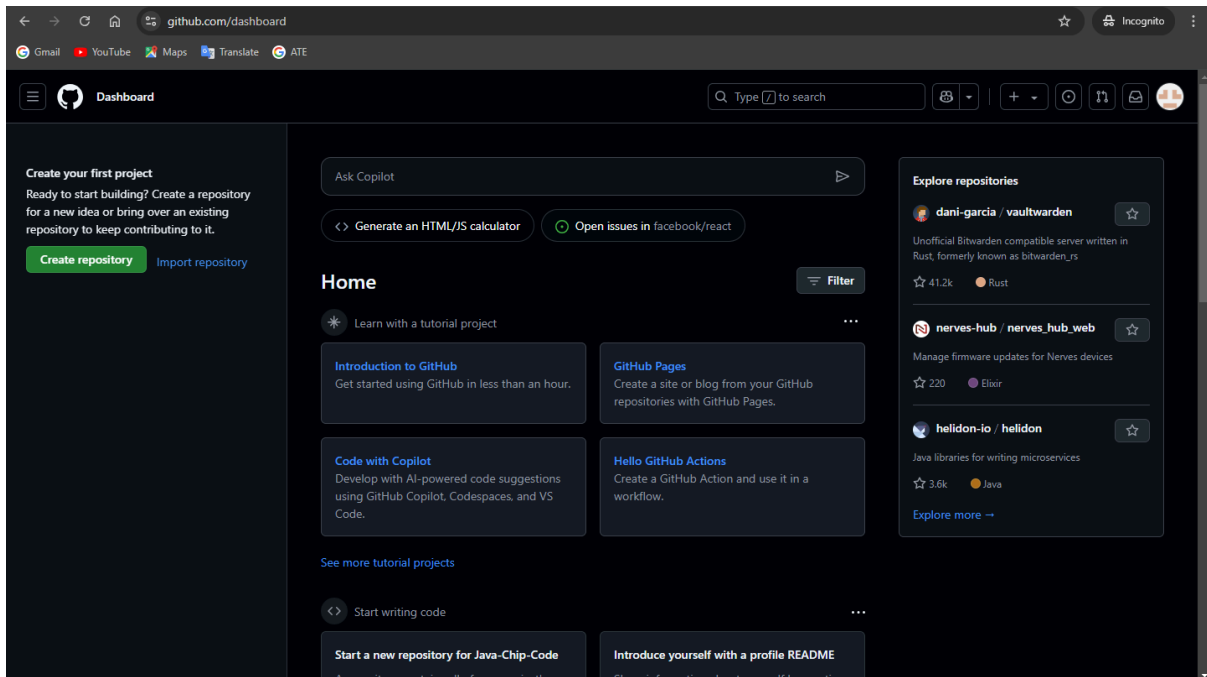 github.com/dashboard
Incognito
Gmail YouTube Maps Translate ATE
Dashboard
Type / to search
Create your first project
Ready to start building? Create a repository
for a new idea or bring over an existing
repository to keep contributing to it.
Create repository Import repository
Ask Copilot
Generate an HTML/JS calculator Open issues in facebook/react
Home
Filter
Learn with a tutorial project
Introduction to GitHub
Get started using GitHub in less than an hour.
GitHub Pages
Create a site or blog from your GitHub
repositories with GitHub Pages.
Code with Copilot
Develop with AI-powered code suggestions
using GitHub Copilot, Codespaces, and VS
Code.
Hello GitHub Actions
Create a GitHub Action and use it in a
workflow.
See more tutorial projects
Start writing code
Start a new repository for Java-Chip-Code
Introduce yourself with a profile README
Explore repositories
dani-garcia / vaultwarden
Unofficial Bitwarden compatible server written in
Rust, formerly known as bitwarden_rs
41.2k Rust
nerves-hub / nerves_hub_web
Manage firmware updates for Nerves devices
220 Elixir
helidon-io / helidon
Java libraries for writing microservices
3.6k Java
Explore more →